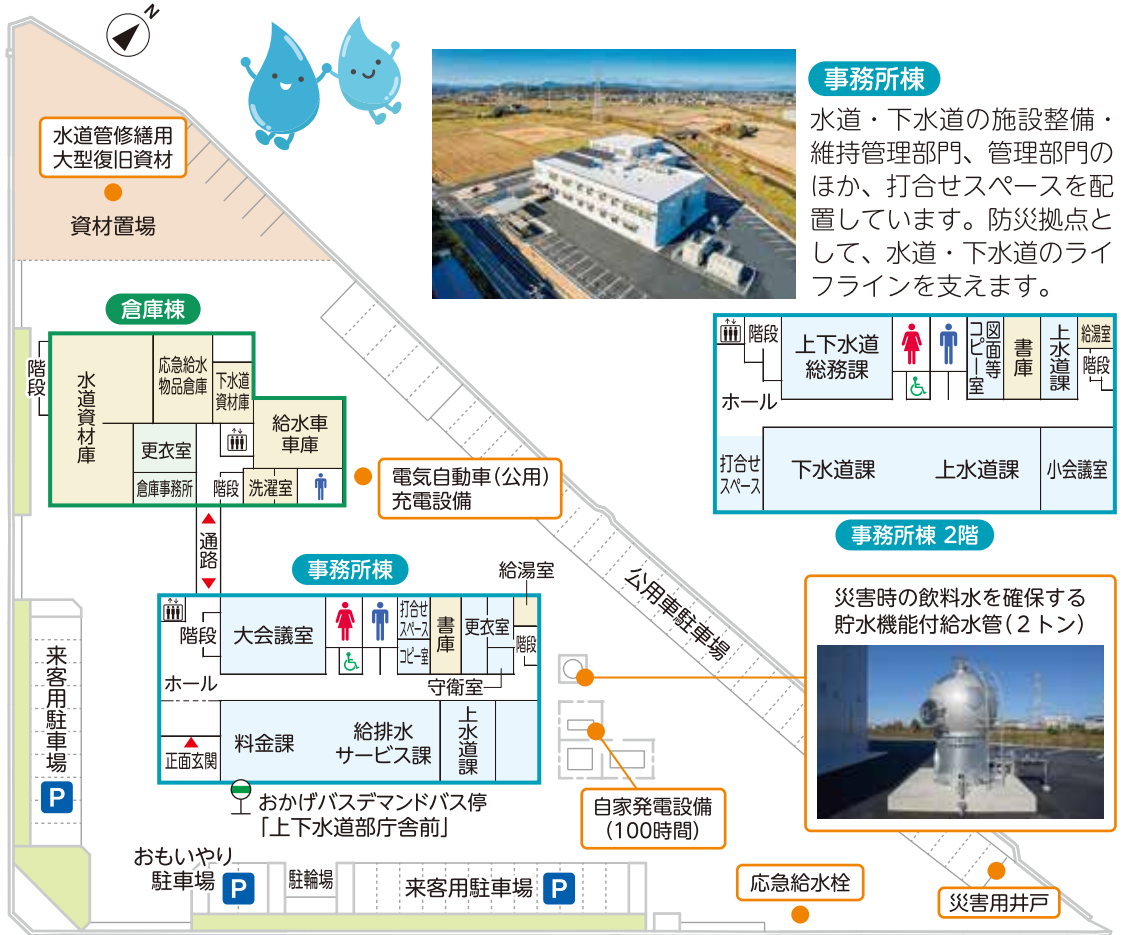 N
水道管修繕用
大型復旧資材
資材置場
事務所棟
水道・下水道の施設整備・
維持管理部門、管理部門の
ほか、打合せスペースを配
置しています。防災拠点と
して、水道・下水道のライ
フラインを支えます。
倉庫棟
階段
水道資材庫
応急給水
物品倉庫
下水道
資材庫
給水車
車庫
更衣室
倉庫事務所
階段
洗濯室
電気自動車(公用)
充電設備
通路
階段
上下水道
総務課
図面等
コピー室
書庫
上水道課
給湯室
階段
ホール
打合せ
スペース
下水道課
上水道課
小会議室
事務所棟 2階
事務所棟
給湯室
階段
大会議室
打合せ
スペース
コピー室
書庫
更衣室
階段
守衛室
ホール
正面玄関
料金課
給排水
サービス課
上水道課
おかげバスデマンドバス停
「上下水道部庁舎前」
公用車駐車場
災害時の飲料水を確保する
貯水機能付給水管(2トン)
自家発電設備
(100時間)
来客用駐車場
P
おもいやり
駐車場
P
駐輪場
来客用駐車場
P
応急給水栓
災害用井戸